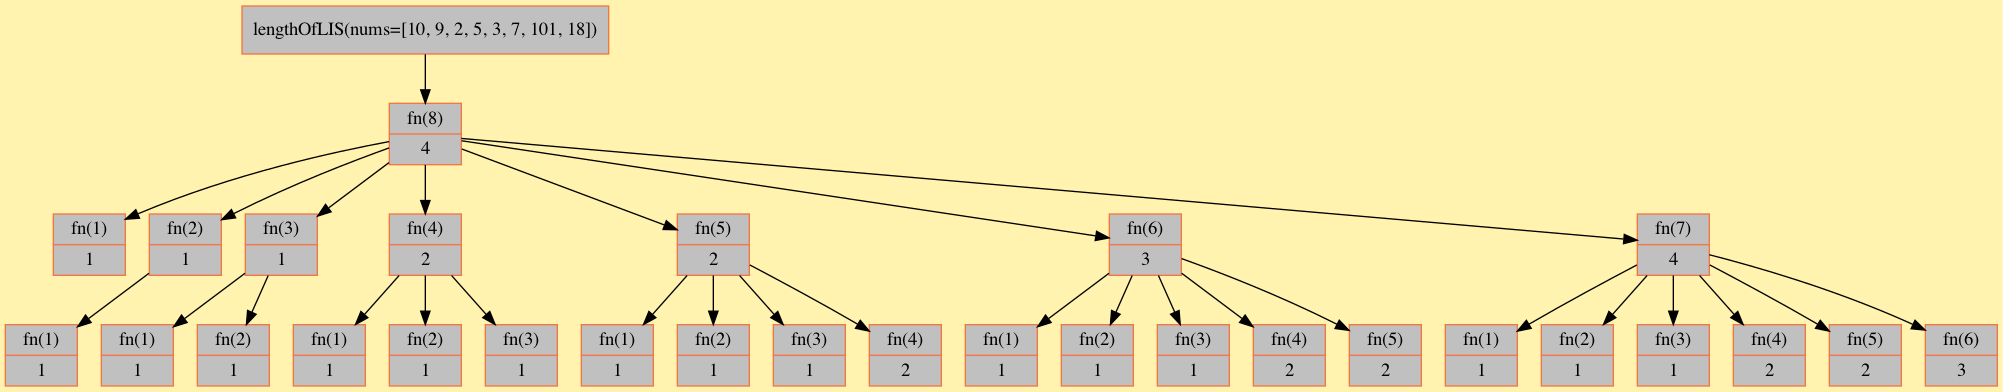 lengthOfLIS(nums=[10, 9, 2, 5, 3, 7, 101, 18])
fn(8)
4
fn(1)
1
fn(2)
1
fn(3)
1
fn(4)
2
fn(5)
2
fn(6)
3
fn(7)
4
fn(1)
1
fn(1)
1
fn(2)
1
fn(1)
1
fn(2)
1
fn(3)
1
fn(1)
1
fn(2)
1
fn(3)
1
fn(4)
2
fn(1)
1
fn(2)
1
fn(3)
1
fn(4)
2
fn(5)
2
fn(1)
1
fn(2)
1
fn(3)
1
fn(4)
2
fn(5)
2
fn(6)
3